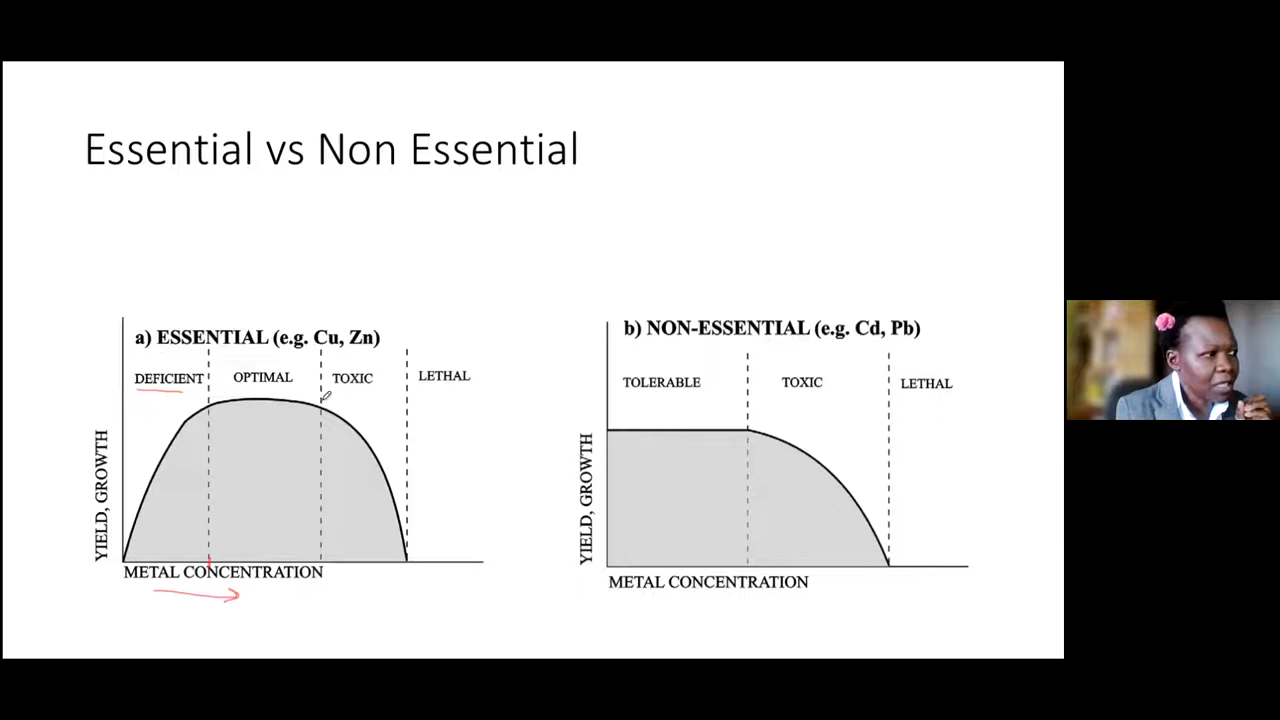 Essential vs Non Essential
a) ESSENTIAL (e.g. Cu, Zn)
DEFICIENT
OPTIMAL
TOXIC
LETHAL
YIELD, GROWTH
METAL CONCENTRATION
b) NON-ESSENTIAL (e.g. Cd, Pb)
TOLERABLE
TOXIC
LETHAL
YIELD, GROWTH
METAL CONCENTRATION